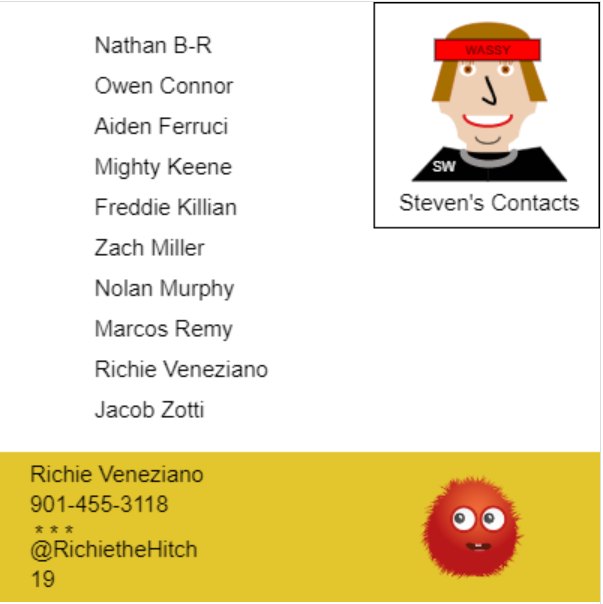 Nathan B-R
Owen Connor
Aiden Ferruci
Mighty Keene
Freddie Killian
Zach Miller
Nolan Murphy
Marcos Remy
Richie Veneziano
Jacob Zotti
WASSY
SW
Steven's Contacts
Richie Veneziano
901-455-3118
* * *
@RichietheHitch
19